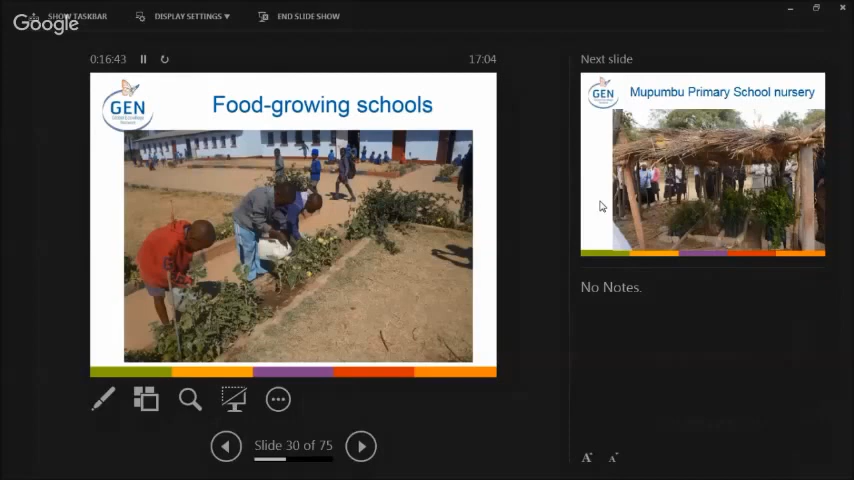 Google
SHOW TASKBAR
DISPLAY SETTINGS ▾
END SLIDE SHOW
0:16:43
17:04
Next slide
GEN
Food-growing schools
GEN
Mupumbu Primary School nursery
No Notes.
Slide 30 of 75
A A